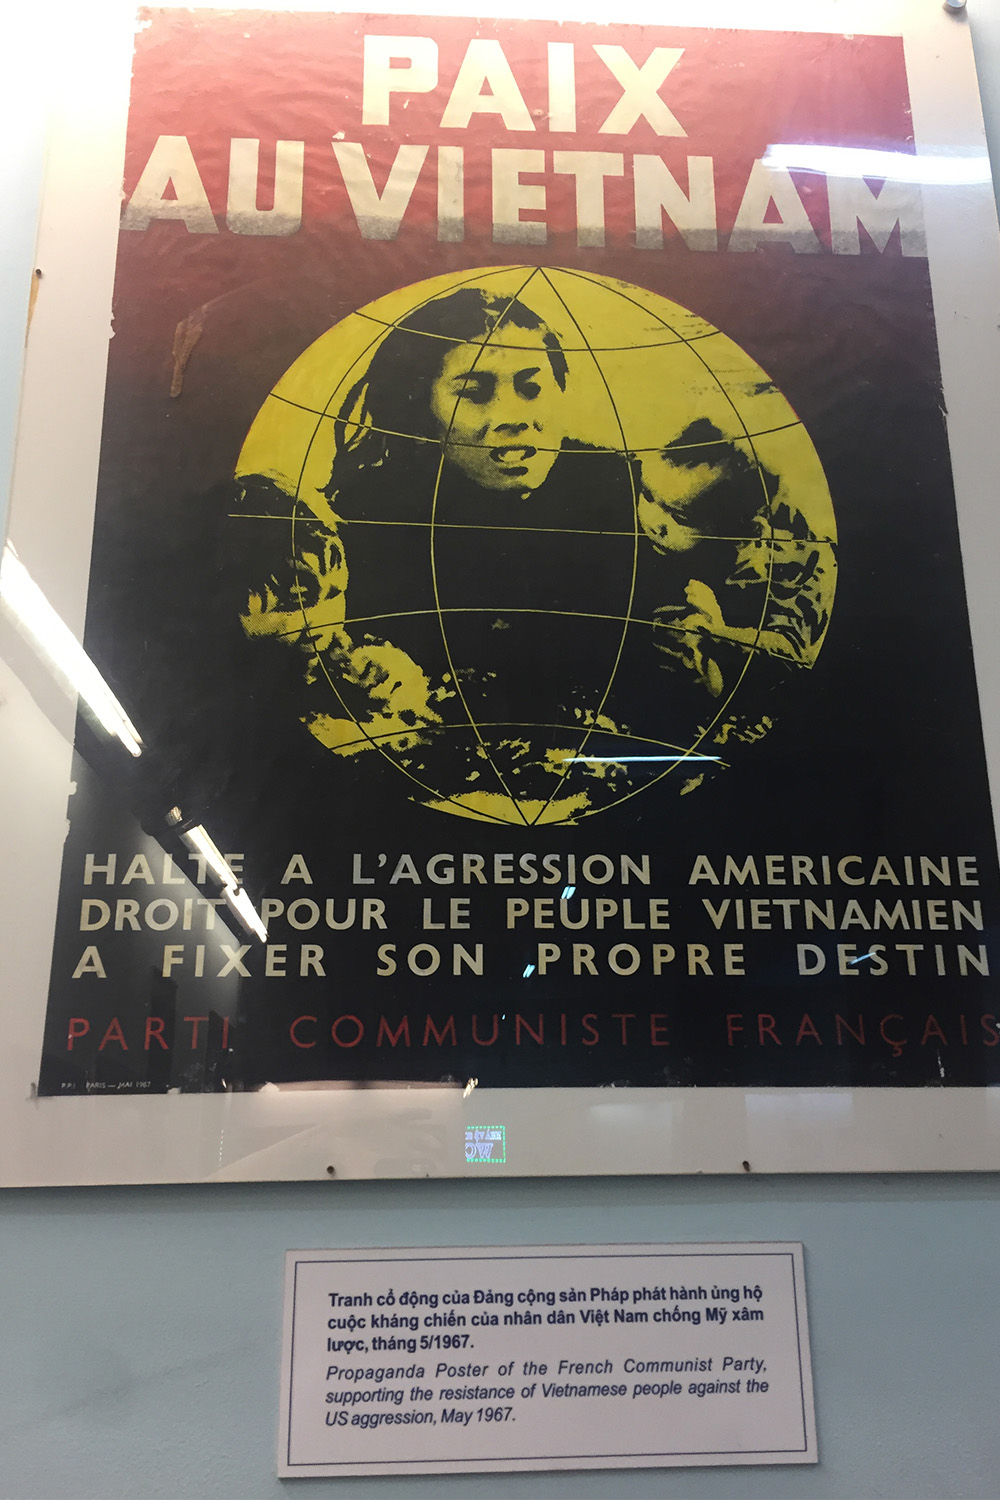 PAIX
AU VIETNAM
HALTE A L'AGRESSION AMERICAINE
DROIT POUR LE PEUPLE VIETNAMIEN
A FIXER SON PROPRE DESTIN
PARTI COMMUNISTE FRANÇAIS
P.P.I PARIS — MAI 1967
Tranh cổ động của Đảng cộng sản Pháp phát hành ủng hộ
cuộc kháng chiến của nhân dân Việt Nam chống Mỹ xâm
lược, tháng 5/1967.
Propaganda Poster of the French Communist Party,
supporting the resistance of Vietnamese people against the
US aggression, May 1967.